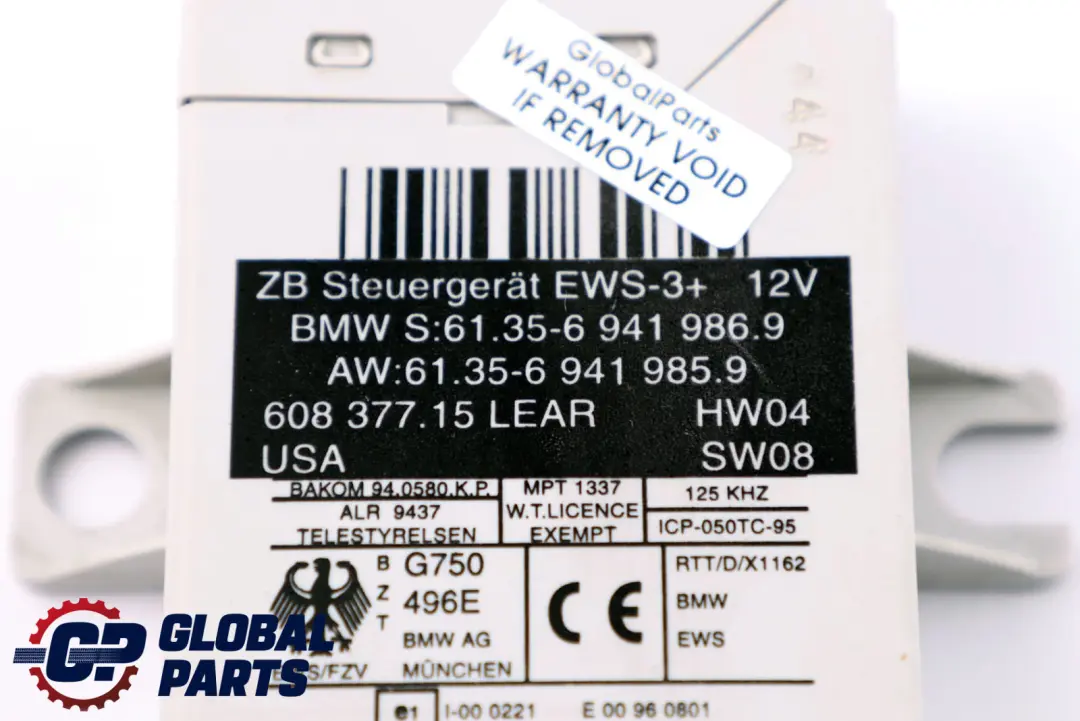 GlobalParts
WARRANTY VOID
IF REMOVED
ZB Steuergerät EWS-3+ 12V
BMW S:61.35-6 941 986.9
AW:61.35-6 941 985.9
608 377.15 LEAR HW04
USA SW08
BAKOM 94.0580.K.P.
ALR 9437
TELESTYRELSEN
MPT 1337
W.T.LICENCE
EXEMPT
125 KHZ
ICP-050TC-95
BZT
G750
496E
BMW AG
MÜNCHEN
S/FZV
CE
RTT/D/X1162
BMW
EWS
e1 I-00 0221 E 00 96 0801
GP GLOBAL
PARTS